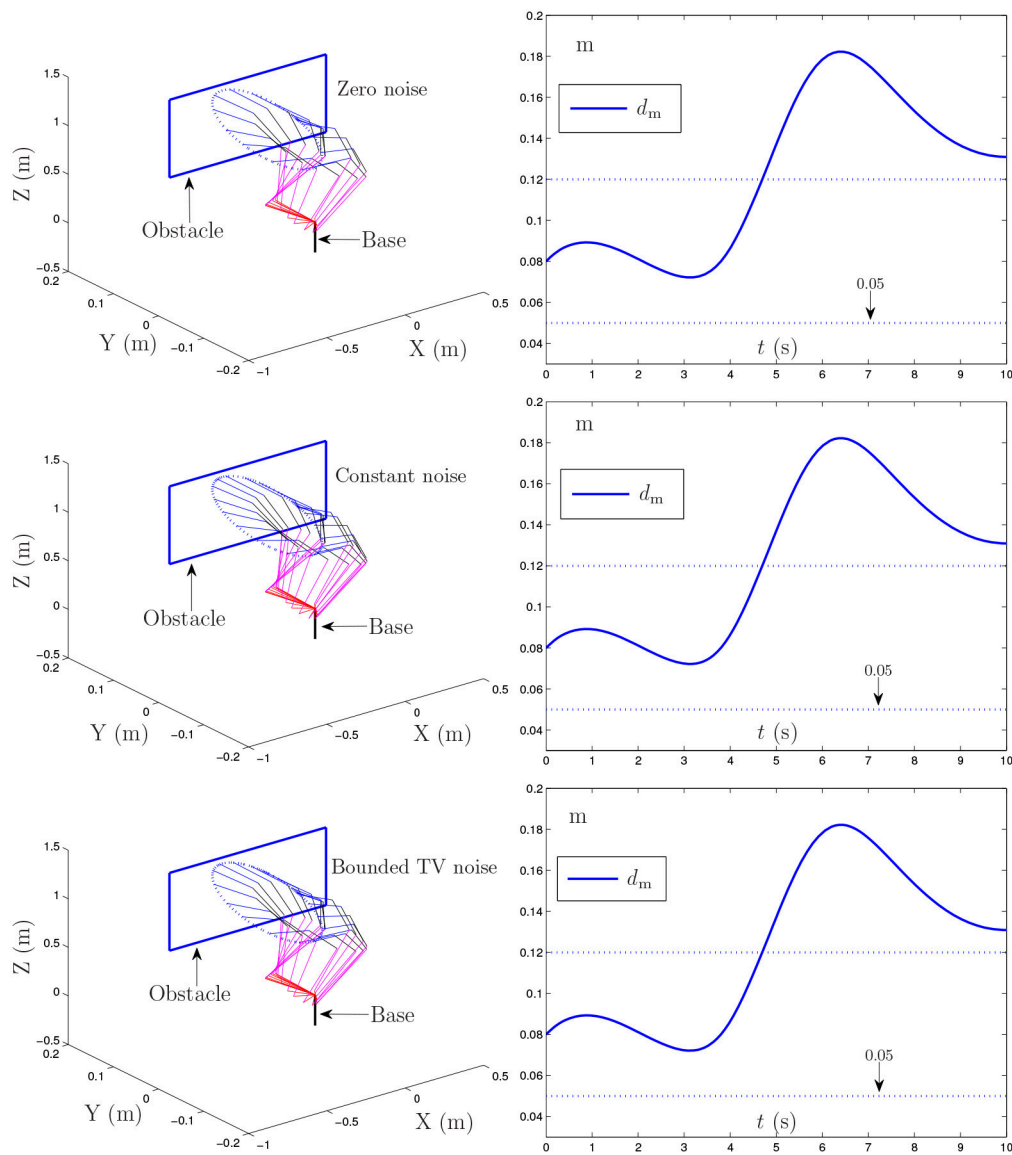 1.5
1
0.5
0
−0.5
Z (m)
0.2
0.1
0
−0.1
−0.2
Y (m)
−1
−0.5
0
0.5
X (m)
Zero noise
Obstacle
Base
0.2
0.18
0.16
0.14
0.12
0.1
0.08
0.06
0.04
m
dm
0.05
t (s)
0 1 2 3 4 5 6 7 8 9 10
1.5
1
0.5
0
−0.5
Z (m)
0.2
0.1
0
−0.1
−0.2
Y (m)
−1
−0.5
0
0.5
X (m)
Constant noise
Obstacle
Base
0.2
0.18
0.16
0.14
0.12
0.1
0.08
0.06
0.04
m
dm
0.05
t (s)
0 1 2 3 4 5 6 7 8 9 10
1.5
1
0.5
0
−0.5
Z (m)
0.2
0.1
0
−0.1
−0.2
Y (m)
−1
−0.5
0
0.5
X (m)
Bounded TV noise
Obstacle
Base
0.2
0.18
0.16
0.14
0.12
0.1
0.08
0.06
0.04
m
dm
0.05
t (s)
0 1 2 3 4 5 6 7 8 9 10